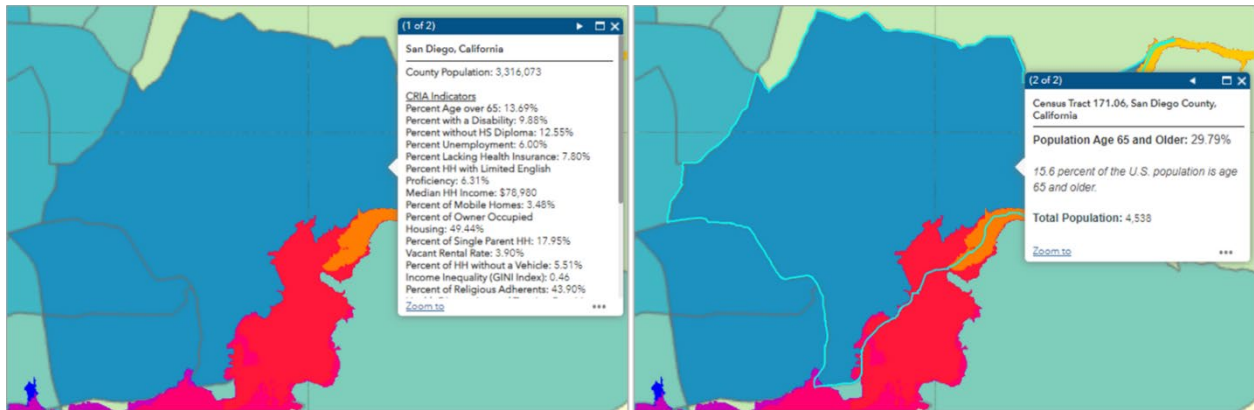 (1 of 2)
San Diego, California
County Population: 3,316,073
CRIA Indicators
Percent Age over 65: 13.69%
Percent with a Disability: 9.88%
Percent without HS Diploma: 12.55%
Percent Unemployment: 6.00%
Percent Lacking Health Insurance: 7.80%
Percent HH with Limited English
Proficiency: 6.31%
Median HH Income: $78,980
Percent of Mobile Homes: 3.48%
Percent of Owner Occupied
Housing: 49.44%
Percent of Single Parent HH: 17.95%
Vacant Rental Rate: 3.90%
Percent of HH without a Vehicle: 5.51%
Income Inequality (GINI Index): 0.46
Percent of Religious Adherents: 43.90%
Zoom to
(2 of 2)
Census Tract 171.06, San Diego County,
California
Population Age 65 and Older: 29.79%
15.6 percent of the U.S. population is age
65 and older.
Total Population: 4,538
Zoom to